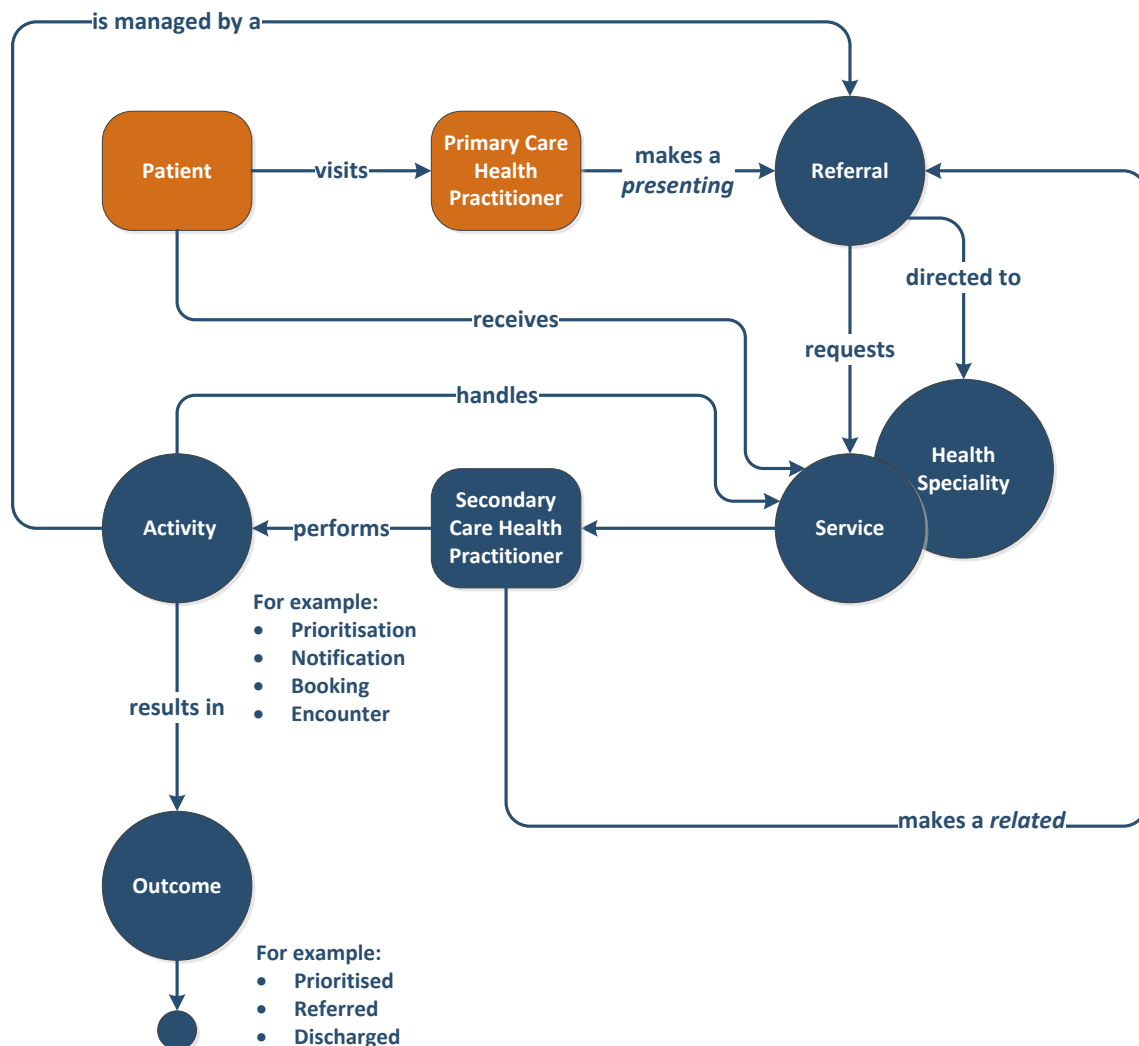 is managed by a
Patient
visits
Primary Care
Health
Practitioner
makes a
presenting
Referral
directed to
receives
requests
handles
Health
Speciality
Activity
performs
Secondary
Care Health
Practitioner
Service
For example:
• Prioritisation
• Notification
• Booking
• Encounter
results in
makes a related
Outcome
For example:
• Prioritised
• Referred
• Discharged